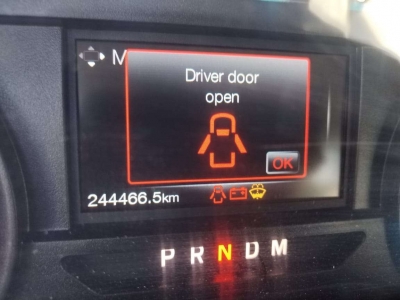 M
Driver door
open
OK
244466.5km
P R N D M